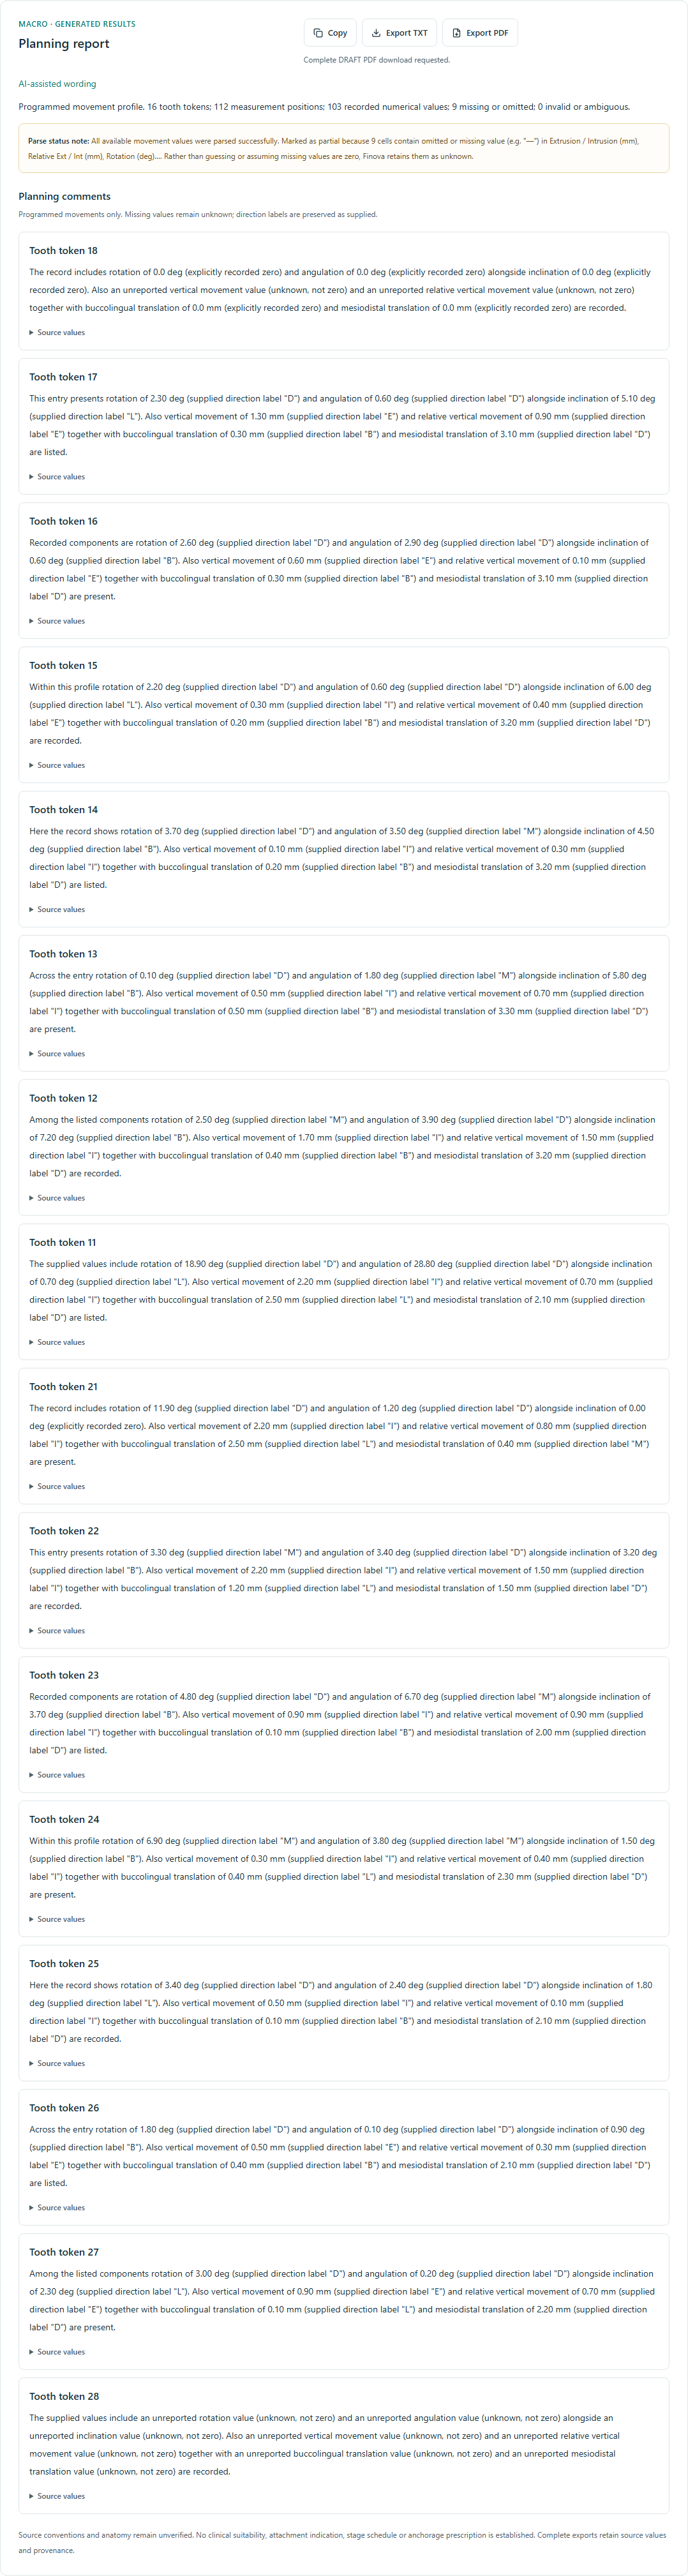 MACRO · GENERATED RESULTS
Planning report
Copy
Export TXT
Export PDF
Complete DRAFT PDF download requested.
AI-assisted wording
Programmed movement profile. 16 tooth tokens; 112 measurement positions; 103 recorded numerical values; 9 missing or omitted; 0 invalid or ambiguous.
Parse status note: All available movement values were parsed successfully. Marked as partial because 9 cells contain omitted or missing value (e.g. "—") in Extrusion / Intrusion (mm),
Relative Ext / Int (mm), Rotation (deg)... Rather than guessing or assuming missing values are zero, Finova retains them as unknown.
Planning comments
Programmed movements only. Missing values remain unknown; direction labels are preserved as supplied.
Tooth token 18
The record includes rotation of 0.0 deg (explicitly recorded zero) and angulation of 0.0 deg (explicitly recorded zero) alongside inclination of 0.0 deg (explicitly
recorded zero). Also an unreported vertical movement value (unknown, not zero) and an unreported relative vertical movement value (unknown, not zero)
together with buccolingual translation of 0.0 mm (explicitly recorded zero) and mesiodistal translation of 0.0 mm (explicitly recorded zero) are recorded.
▶ Source values
Tooth token 17
This entry presents rotation of 2.30 deg (supplied direction label "D") and angulation of 0.60 deg (supplied direction label "D") alongside inclination of 5.10 deg
(supplied direction label "L"). Also vertical movement of 1.30 mm (supplied direction label "E") and relative vertical movement of 0.90 mm (supplied direction
label "E") together with buccolingual translation of 0.30 mm (supplied direction label "B") and mesiodistal translation of 3.10 mm (supplied direction label "D")
are listed.
▶ Source values
Tooth token 16
Recorded components are rotation of 2.60 deg (supplied direction label "D") and angulation of 2.90 deg (supplied direction label "D") alongside inclination of
0.60 deg (supplied direction label "B"). Also vertical movement of 0.60 mm (supplied direction label "E") and relative vertical movement of 0.10 mm (supplied
direction label "E") together with buccolingual translation of 0.30 mm (supplied direction label "B") and mesiodistal translation of 3.10 mm (supplied direction
label "D") are present.
▶ Source values
Tooth token 15
Within this profile rotation of 2.20 deg (supplied direction label "D") and angulation of 0.60 deg (supplied direction label "D") alongside inclination of 6.00 deg
(supplied direction label "L"). Also vertical movement of 0.30 mm (supplied direction label "I") and relative vertical movement of 0.40 mm (supplied direction
label "E") together with buccolingual translation of 0.20 mm (supplied direction label "B") and mesiodistal translation of 3.20 mm (supplied direction label "D")
are recorded.
▶ Source values
Tooth token 14
Here the record shows rotation of 3.70 deg (supplied direction label "D") and angulation of 3.50 deg (supplied direction label "M") alongside inclination of 4.50
deg (supplied direction label "B"). Also vertical movement of 0.10 mm (supplied direction label "I") and relative vertical movement of 0.30 mm (supplied
direction label "I") together with buccolingual translation of 0.20 mm (supplied direction label "B") and mesiodistal translation of 3.20 mm (supplied direction
label "D") are listed.
▶ Source values
Tooth token 13
Across the entry rotation of 0.10 deg (supplied direction label "D") and angulation of 1.80 deg (supplied direction label "M") alongside inclination of 5.80 deg
(supplied direction label "B"). Also vertical movement of 0.50 mm (supplied direction label "I") and relative vertical movement of 0.70 mm (supplied direction
label "I") together with buccolingual translation of 0.50 mm (supplied direction label "B") and mesiodistal translation of 3.30 mm (supplied direction label "D")
are present.
▶ Source values
Tooth token 12
Among the listed components rotation of 2.50 deg (supplied direction label "M") and angulation of 3.90 deg (supplied direction label "D") alongside inclination
of 7.20 deg (supplied direction label "B"). Also vertical movement of 1.70 mm (supplied direction label "I") and relative vertical movement of 1.50 mm (supplied
direction label "I") together with buccolingual translation of 0.40 mm (supplied direction label "B") and mesiodistal translation of 3.20 mm (supplied direction
label "D") are recorded.
▶ Source values
Tooth token 11
The supplied values include rotation of 18.90 deg (supplied direction label "D") and angulation of 28.80 deg (supplied direction label "D") alongside inclination
of 0.70 deg (supplied direction label "L"). Also vertical movement of 2.20 mm (supplied direction label "I") and relative vertical movement of 0.70 mm (supplied
direction label "I") together with buccolingual translation of 2.50 mm (supplied direction label "L") and mesiodistal translation of 2.10 mm (supplied direction
label "D") are listed.
▶ Source values
Tooth token 21
The record includes rotation of 11.90 deg (supplied direction label "D") and angulation of 1.20 deg (supplied direction label "D") alongside inclination of 0.00
deg (explicitly recorded zero). Also vertical movement of 2.20 mm (supplied direction label "I") and relative vertical movement of 0.80 mm (supplied direction
label "I") together with buccolingual translation of 2.50 mm (supplied direction label "L") and mesiodistal translation of 0.40 mm (supplied direction label "M")
are present.
▶ Source values
Tooth token 22
This entry presents rotation of 3.30 deg (supplied direction label "M") and angulation of 3.40 deg (supplied direction label "D") alongside inclination of 3.20 deg
(supplied direction label "B"). Also vertical movement of 2.20 mm (supplied direction label "I") and relative vertical movement of 1.50 mm (supplied direction
label "I") together with buccolingual translation of 1.20 mm (supplied direction label "L") and mesiodistal translation of 1.50 mm (supplied direction label "D")
are recorded.
▶ Source values
Tooth token 23
Recorded components are rotation of 4.80 deg (supplied direction label "D") and angulation of 6.70 deg (supplied direction label "M") alongside inclination of
3.70 deg (supplied direction label "B"). Also vertical movement of 0.90 mm (supplied direction label "I") and relative vertical movement of 0.90 mm (supplied
direction label "I") together with buccolingual translation of 0.10 mm (supplied direction label "B") and mesiodistal translation of 2.00 mm (supplied direction
label "D") are listed.
▶ Source values
Tooth token 24
Within this profile rotation of 6.90 deg (supplied direction label "M") and angulation of 3.80 deg (supplied direction label "M") alongside inclination of 1.50 deg
(supplied direction label "B"). Also vertical movement of 0.30 mm (supplied direction label "I") and relative vertical movement of 0.40 mm (supplied direction
label "I") together with buccolingual translation of 0.40 mm (supplied direction label "L") and mesiodistal translation of 2.30 mm (supplied direction label "D")
are present.
▶ Source values
Tooth token 25
Here the record shows rotation of 3.40 deg (supplied direction label "D") and angulation of 2.40 deg (supplied direction label "D") alongside inclination of 1.80
deg (supplied direction label "L"). Also vertical movement of 0.50 mm (supplied direction label "I") and relative vertical movement of 0.10 mm (supplied
direction label "I") together with buccolingual translation of 0.10 mm (supplied direction label "B") and mesiodistal translation of 2.10 mm (supplied direction
label "D") are recorded.
▶ Source values
Tooth token 26
Across the entry rotation of 1.80 deg (supplied direction label "D") and angulation of 0.10 deg (supplied direction label "D") alongside inclination of 0.90 deg
(supplied direction label "B"). Also vertical movement of 0.50 mm (supplied direction label "E") and relative vertical movement of 0.30 mm (supplied direction
label "E") together with buccolingual translation of 0.40 mm (supplied direction label "B") and mesiodistal translation of 2.10 mm (supplied direction label "D")
are listed.
▶ Source values
Tooth token 27
Among the listed components rotation of 3.00 deg (supplied direction label "D") and angulation of 0.20 deg (supplied direction label "D") alongside inclination
of 2.30 deg (supplied direction label "L"). Also vertical movement of 0.90 mm (supplied direction label "E") and relative vertical movement of 0.70 mm (supplied
direction label "E") together with buccolingual translation of 0.10 mm (supplied direction label "L") and mesiodistal translation of 2.20 mm (supplied direction
label "D") are present.
▶ Source values
Tooth token 28
The supplied values include an unreported rotation value (unknown, not zero) and an unreported angulation value (unknown, not zero) alongside an
unreported inclination value (unknown, not zero). Also an unreported vertical movement value (unknown, not zero) and an unreported relative vertical
movement value (unknown, not zero) together with an unreported buccolingual translation value (unknown, not zero) and an unreported mesiodistal
translation value (unknown, not zero) are recorded.
▶ Source values
Source conventions and anatomy remain unverified. No clinical suitability, attachment indication, stage schedule or anchorage prescription is established. Complete exports retain source values
and provenance.